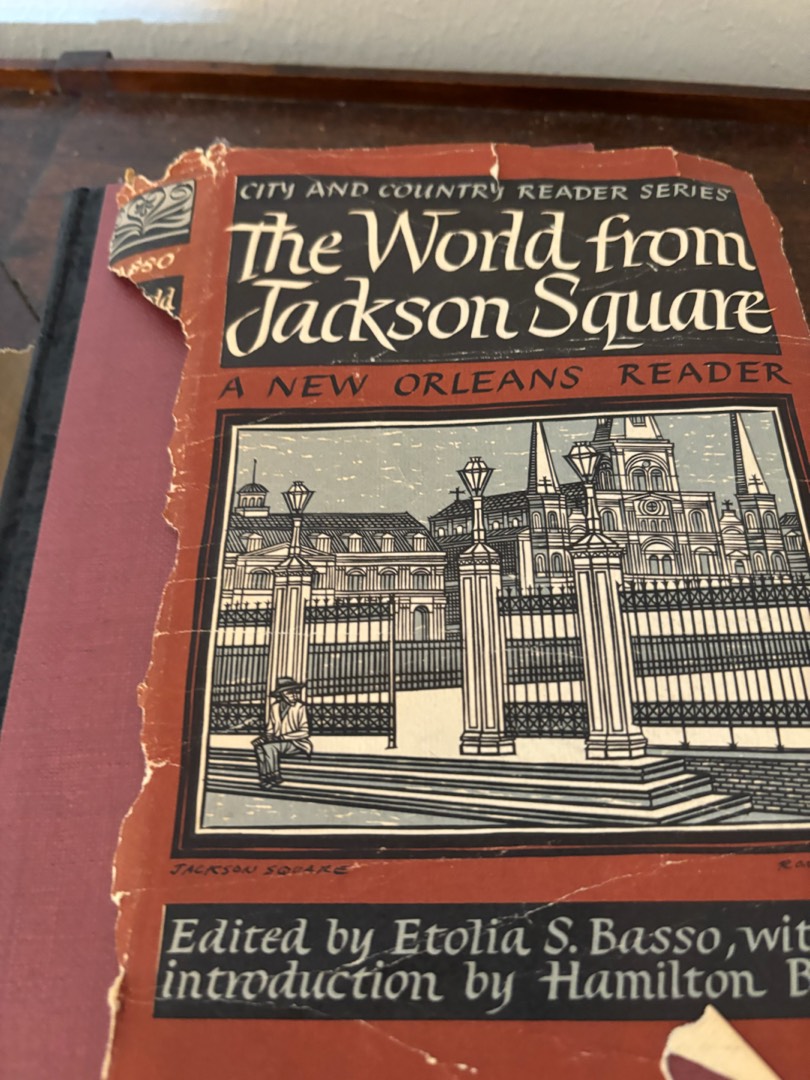 CITY AND COUNTRY READER SERIES
The World from
Jackson Square
A NEW ORLEANS READER
JACKSON SQUARE
Edited by Etolia S. Basso, wit
introduction by Hamilton B